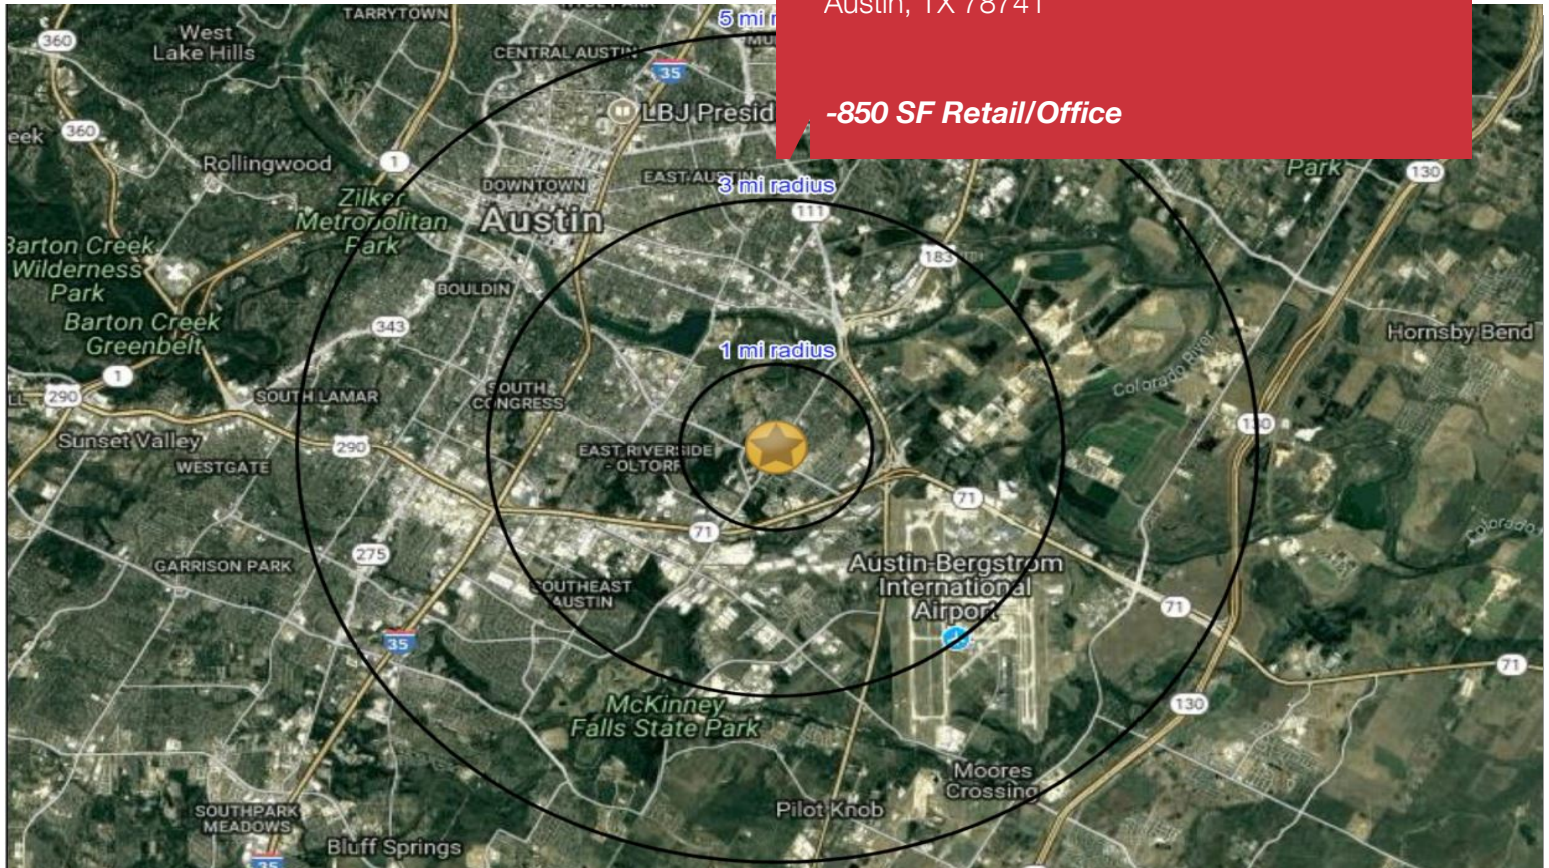 Austin, TX 78741
-850 SF Retail/Office
TARRYTOWN
5 mi
360
West
Lake Hills
CENTRAL AUSTIN
35
LBJ Presid
360
Rollingwood
1
DOWNTOWN
EAST AUSTIN
3 mi radius
Park
130
Zilker
Metropolitan
Park
Austin
111
183
Barton Creek
Wilderness
Park
BOULDIN
Barton Creek
Greenbelt
343
1 mi radius
Colorado River
Hornsby Bend
1
290
SOUTH LAMAR
SOUTH
CONGRESS
130
Sunset Valley
290
EAST RIVERSIDE
- OLTORF
WESTGATE
71
71
275
GARRISON PARK
SOUTHEAST
AUSTIN
Austin-Bergstrom
International
Airport
Colorado
71
35
71
McKinney
Falls State Park
130
Moores
Crossing
SOUTHPARK
MEADOWS
Pilot Knob
Bluff Springs
35